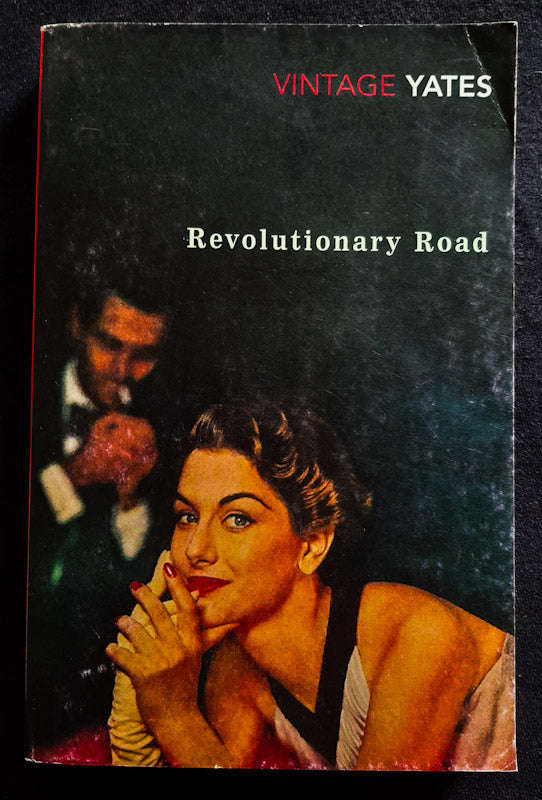 VINTAGE YATES
Revolutionary Road